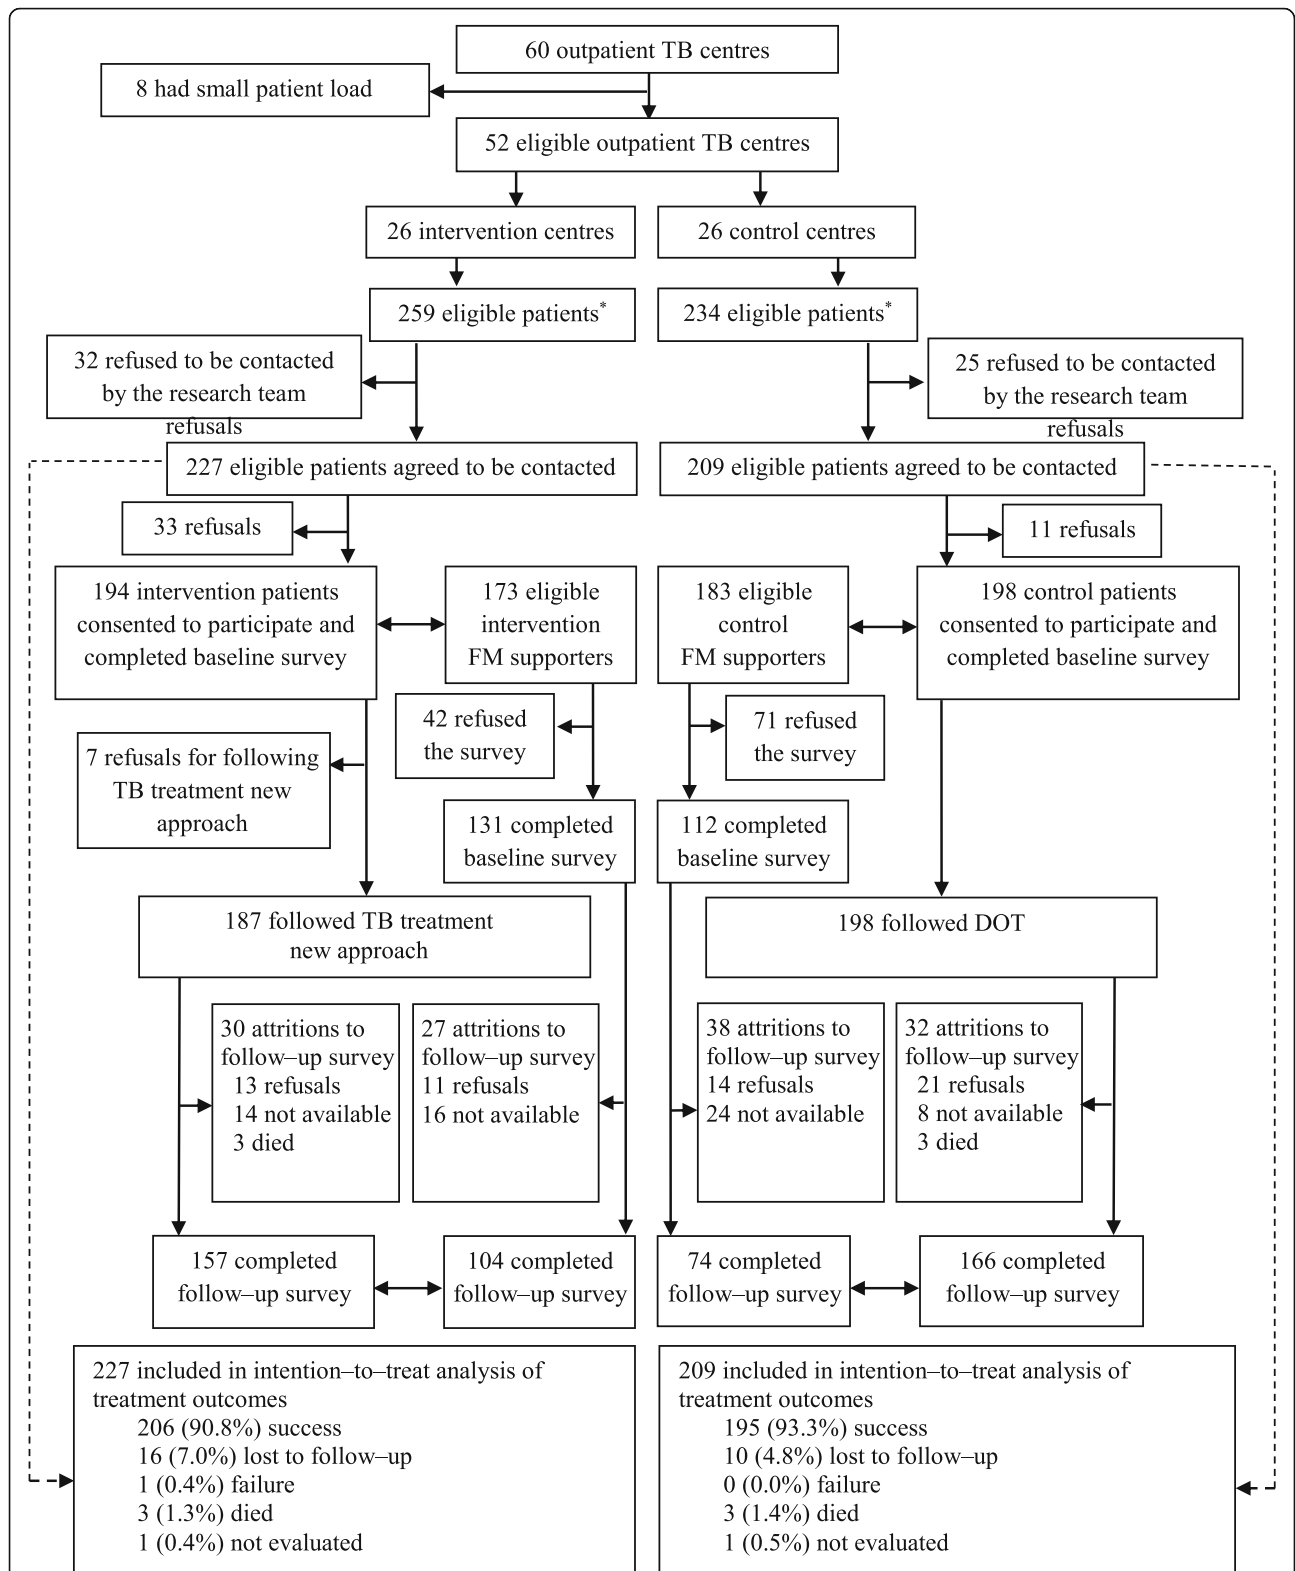 60 outpatient TB centres
8 had small patient load
52 eligible outpatient TB centres
26 intervention centres
26 control centres
259 eligible patients*
234 eligible patients*
32 refused to be contacted
by the research team
refusals
25 refused to be contacted
by the research team
refusals
227 eligible patients agreed to be contacted
209 eligible patients agreed to be contacted
33 refusals
11 refusals
194 intervention patients
consented to participate and
completed baseline survey
173 eligible
intervention
FM supporters
183 eligible
control
FM supporters
198 control patients
consented to participate and
completed baseline survey
42 refused
the survey
71 refused
the survey
7 refusals for following
TB treatment new
approach
131 completed
baseline survey
112 completed
baseline survey
187 followed TB treatment
new approach
198 followed DOT
30 attritions to
follow–up survey
13 refusals
14 not available
3 died
27 attritions to
follow–up survey
11 refusals
16 not available
38 attritions to
follow–up survey
14 refusals
24 not available
32 attritions to
follow–up survey
21 refusals
8 not available
3 died
157 completed
follow–up survey
104 completed
follow–up survey
74 completed
follow–up survey
166 completed
follow–up survey
227 included in intention–to–treat analysis of
treatment outcomes
206 (90.8%) success
16 (7.0%) lost to follow–up
1 (0.4%) failure
3 (1.3%) died
1 (0.4%) not evaluated
209 included in intention–to–treat analysis of
treatment outcomes
195 (93.3%) success
10 (4.8%) lost to follow–up
0 (0.0%) failure
3 (1.4%) died
1 (0.5%) not evaluated